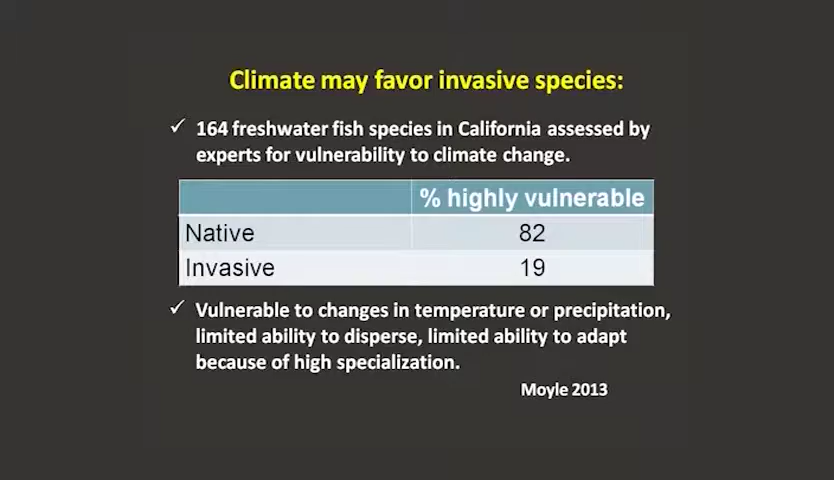 Climate may favor invasive species:
✓ 164 freshwater fish species in California assessed by
experts for vulnerability to climate change.
% highly vulnerable
Native 82
Invasive 19
✓ Vulnerable to changes in temperature or precipitation,
limited ability to disperse, limited ability to adapt
because of high specialization.
Moyle 2013